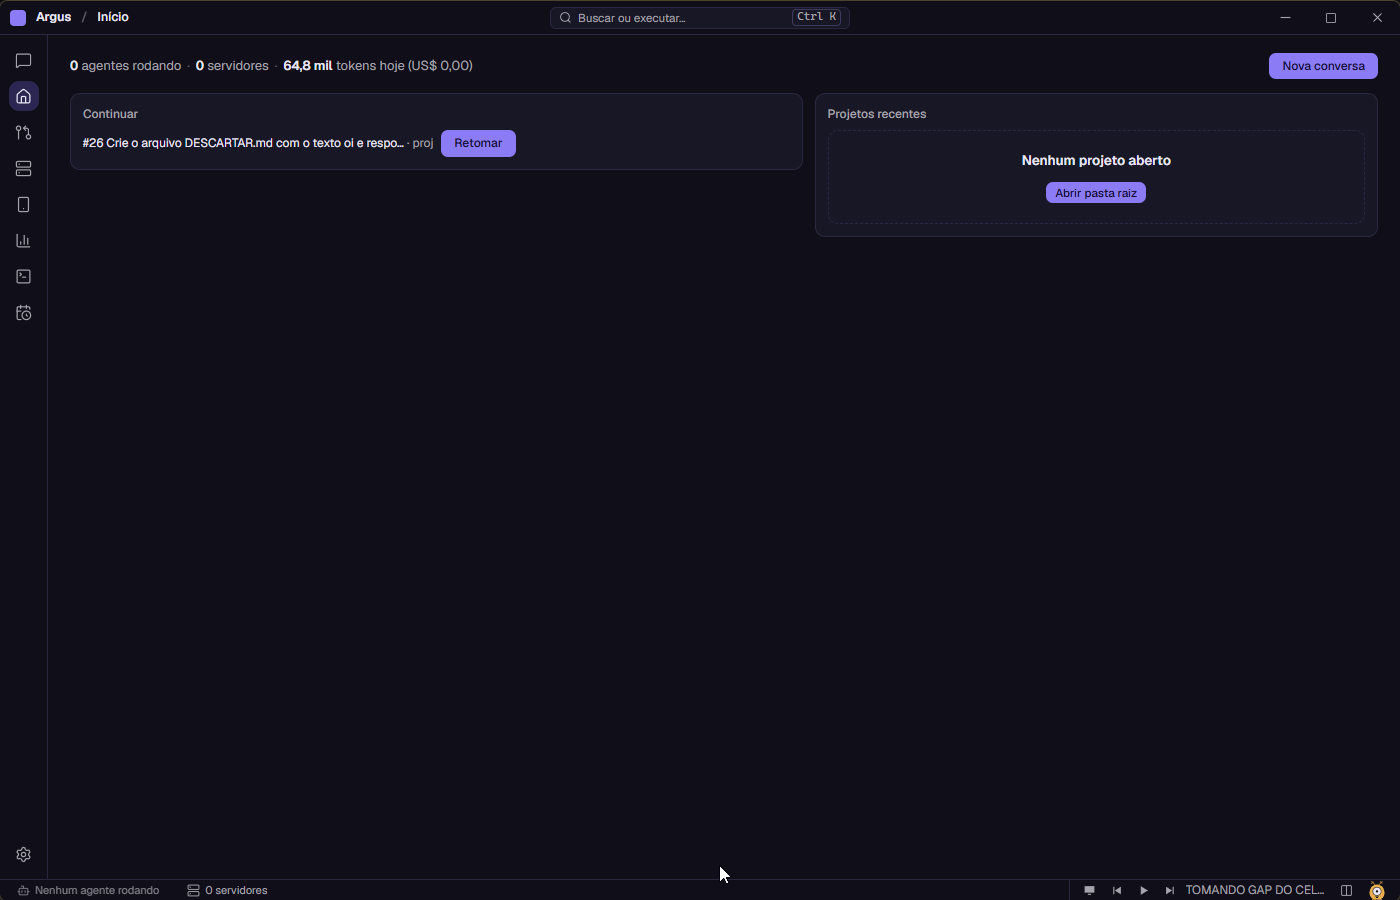 Argus / Início
Buscar ou executar... Ctrl K
0 agentes rodando · 0 servidores · 64,8 mil tokens hoje (US$ 0,00)
Nova conversa
Continuar
#26 Crie o arquivo DESCARTAR.md com o texto oi e respo... · proj
Retomar
Projetos recentes
Nenhum projeto aberto
Abrir pasta raiz
Nenhum agente rodando
0 servidores
TOMANDO GAP DO CEL...